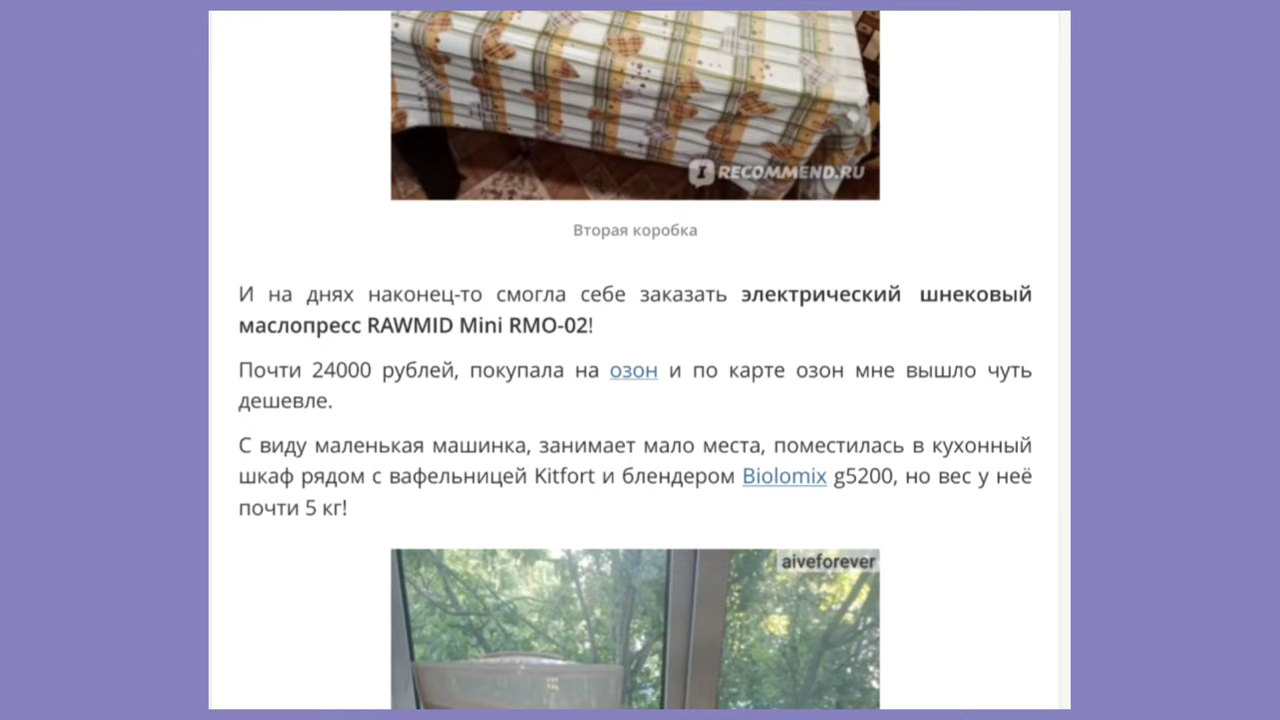 RECOMMEND.RU
Вторая коробка
И на днях наконец-то смогла себе заказать электрический шнековый
маслопресс RAWMID Mini RMO-02!
Почти 24000 рублей, покупала на озон и по карте озон мне вышло чуть
дешевле.
С виду маленькая машинка, занимает мало места, поместилась в кухонный
шкаф рядом с вафельницей Kitfort и блендером Biolomix g5200, но вес у неё
почти 5 кг!
aiveforever